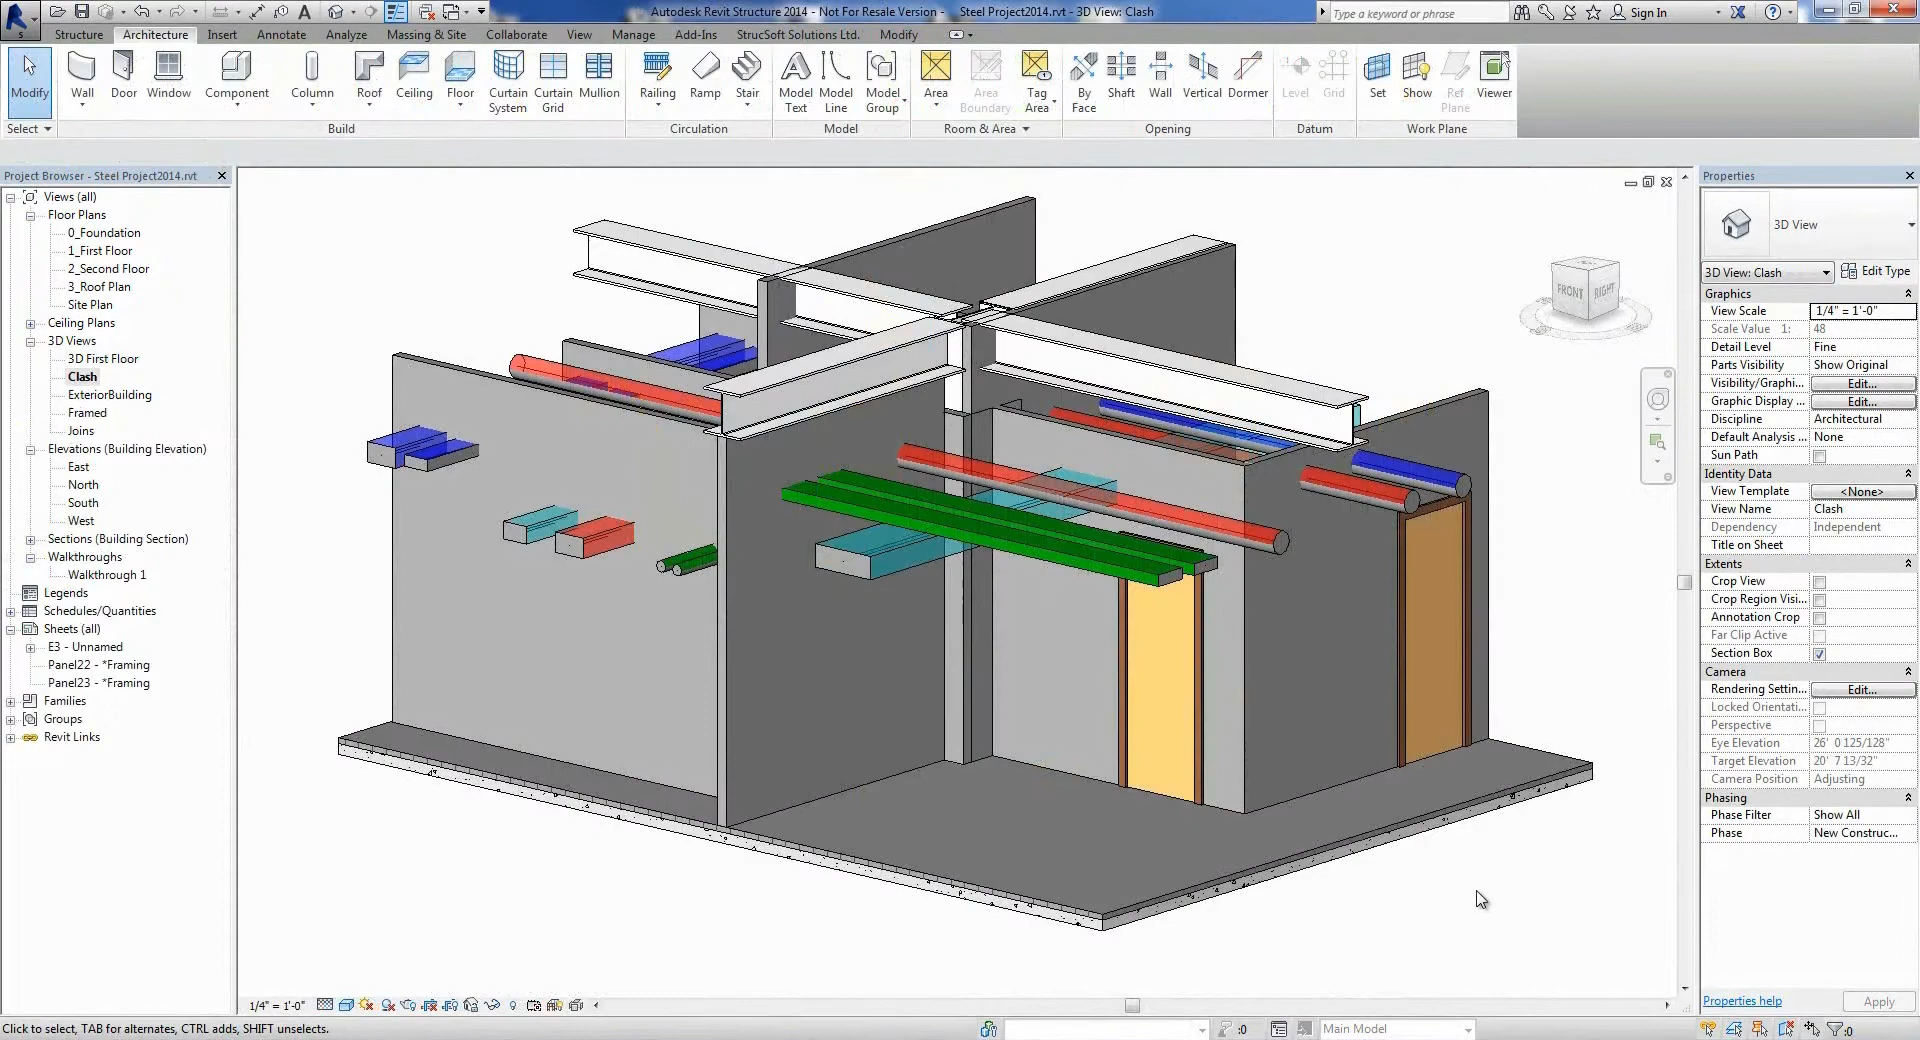 Autodesk Revit Structure 2014 - Not For Resale Version - Steel Project2014.rvt - 3D View: Clash
Type a keyword or phrase
Sign In
Structure Architecture Insert Annotate Analyze Massing & Site Collaborate View Manage Add-Ins StrucSoft Solutions Ltd. Modify
Modify Wall Door Window Component Column Roof Ceiling Floor Curtain System Curtain Grid Mullion Railing Ramp Stair Model Text Model Line Model Group Area Area Boundary Tag Area By Face Shaft Wall Vertical Dormer Level Grid Set Show Ref Plane Viewer
Select Build Circulation Model Room & Area Opening Datum Work Plane
Project Browser - Steel Project2014.rvt
Views (all)
Floor Plans
0_Foundation
1_First Floor
2_Second Floor
3_Roof Plan
Site Plan
Ceiling Plans
3D Views
3D First Floor
Clash
ExteriorBuilding
Framed
Joins
Elevations (Building Elevation)
East
North
South
West
Sections (Building Section)
Walkthroughs
Walkthrough 1
Legends
Schedules/Quantities
Sheets (all)
E3 - Unnamed
Panel22 - *Framing
Panel23 - *Framing
Families
Groups
Revit Links
FRONT RIGHT
Properties
3D View
3D View: Clash Edit Type
Graphics
View Scale 1/4" = 1'-0"
Scale Value 1: 48
Detail Level Fine
Parts Visibility Show Original
Visibility/Graphi... Edit...
Graphic Display ... Edit...
Discipline Architectural
Default Analysis ... None
Sun Path
Identity Data
View Template <None>
View Name Clash
Dependency Independent
Title on Sheet
Extents
Crop View
Crop Region Visi...
Annotation Crop
Far Clip Active
Section Box
Camera
Rendering Settin... Edit...
Locked Orientati...
Perspective
Eye Elevation 26' 0 125/128"
Target Elevation 20' 7 13/32"
Camera Position Adjusting
Phasing
Phase Filter Show All
Phase New Construc...
Properties help Apply
1/4" = 1'-0"
Click to select, TAB for alternates, CTRL adds, SHIFT unselects.
:0
Main Model
:0